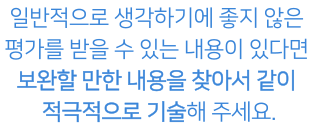 일반적으로 생각하기에 좋지 않은
평가를 받을 수 있는 내용이 있다면
보완할 만한 내용을 찾아서 같이
적극적으로 기술해 주세요.